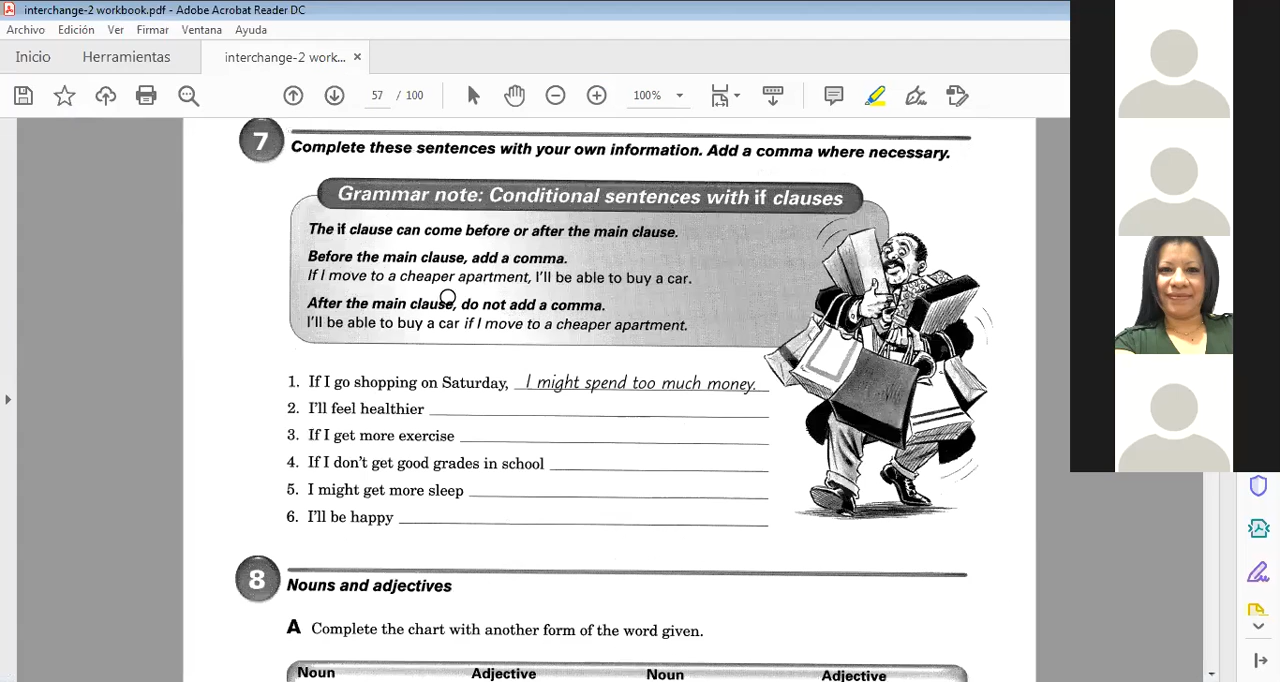 interchange-2 workbook.pdf - Adobe Acrobat Reader DC
Archivo Edición Ver Firmar Ventana Ayuda
Inicio Herramientas interchange-2 work... ×
57 / 100 100%
7 Complete these sentences with your own information. Add a comma where necessary.
Grammar note: Conditional sentences with if clauses
The if clause can come before or after the main clause.
Before the main clause, add a comma.
If I move to a cheaper apartment, I'll be able to buy a car.
After the main clause, do not add a comma.
I'll be able to buy a car if I move to a cheaper apartment.
1. If I go shopping on Saturday, I might spend too much money.
2. I'll feel healthier
3. If I get more exercise
4. If I don't get good grades in school
5. I might get more sleep
6. I'll be happy
8 Nouns and adjectives
A Complete the chart with another form of the word given.
Noun Adjective Noun Adjective